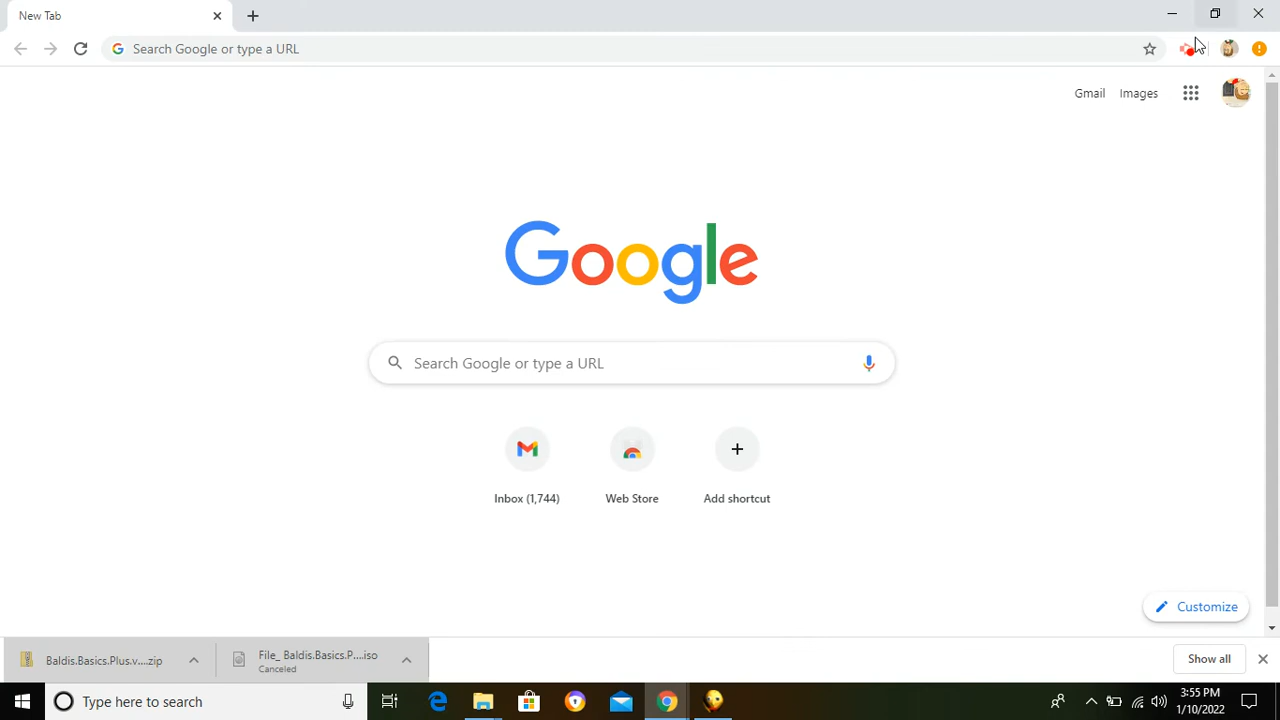 New Tab
Search Google or type a URL
Gmail Images
Google
Search Google or type a URL
Inbox (1,744) Web Store Add shortcut
Customize
Baldis.Basics.Plus.v....zip
File_ Baldis.Basics.P....iso
Canceled
Show all
Type here to search
3:55 PM
1/10/2022